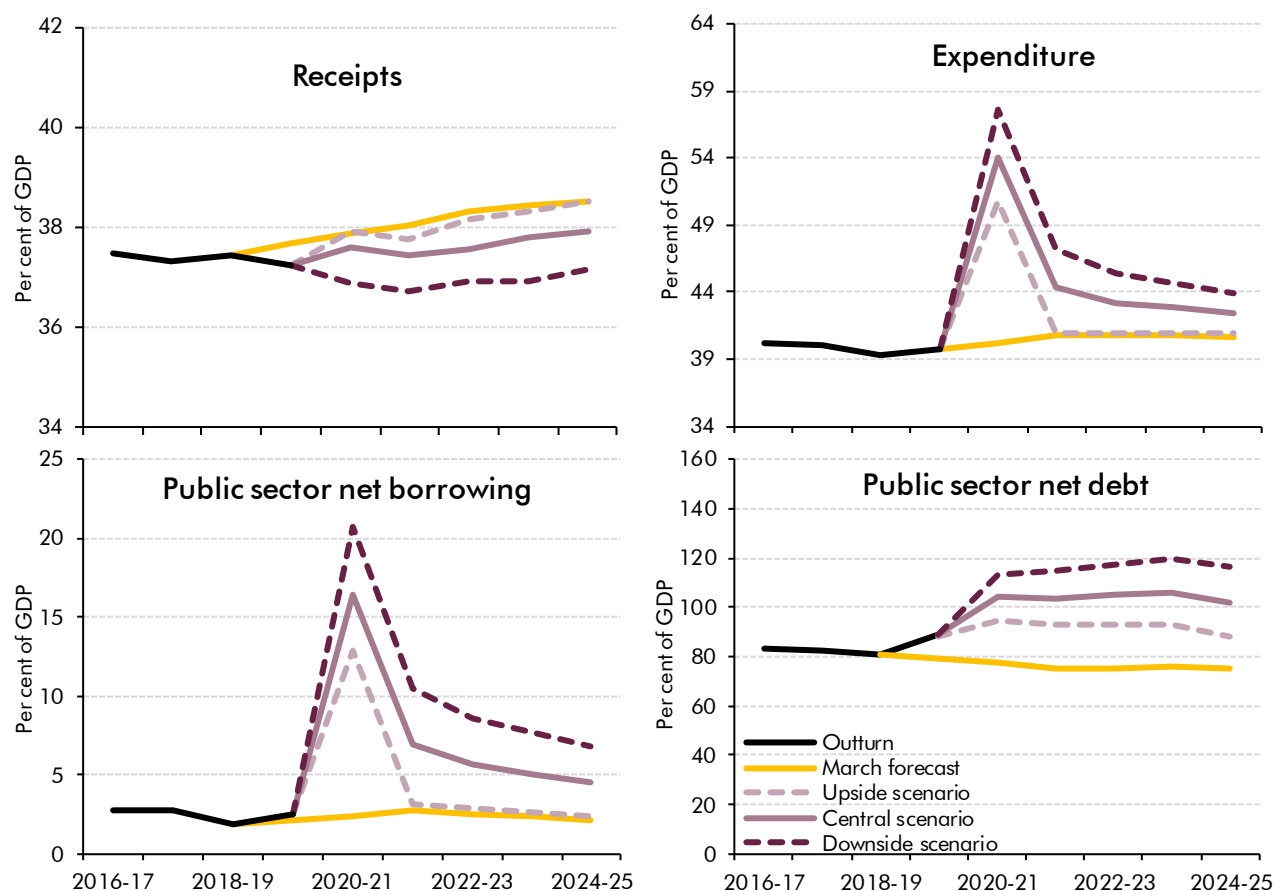 Receipts
Per cent of GDP
42
40
38
36
34
Expenditure
Per cent of GDP
64
59
54
49
44
39
34
Public sector net borrowing
Per cent of GDP
25
20
15
10
5
0
2016-17 2018-19 2020-21 2022-23 2024-25
Public sector net debt
Per cent of GDP
160
140
120
100
80
60
40
20
0
Outturn
March forecast
Upside scenario
Central scenario
Downside scenario
2016-17 2018-19 2020-21 2022-23 2024-25